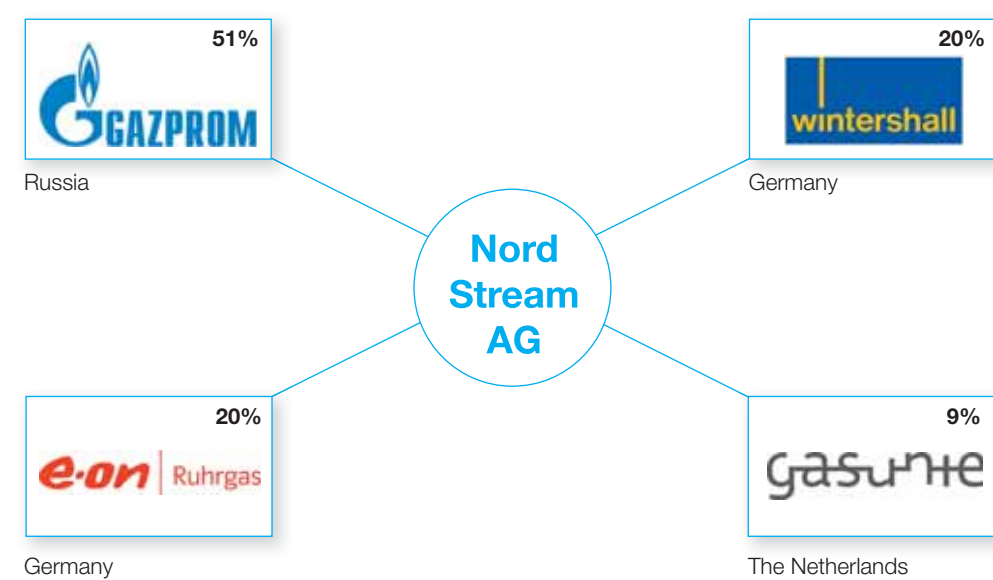 51%
GAZPROM
Russia
20%
wintershall
Germany
Nord
Stream
AG
20%
e·on | Ruhrgas
Germany
9%
gasunie
The Netherlands